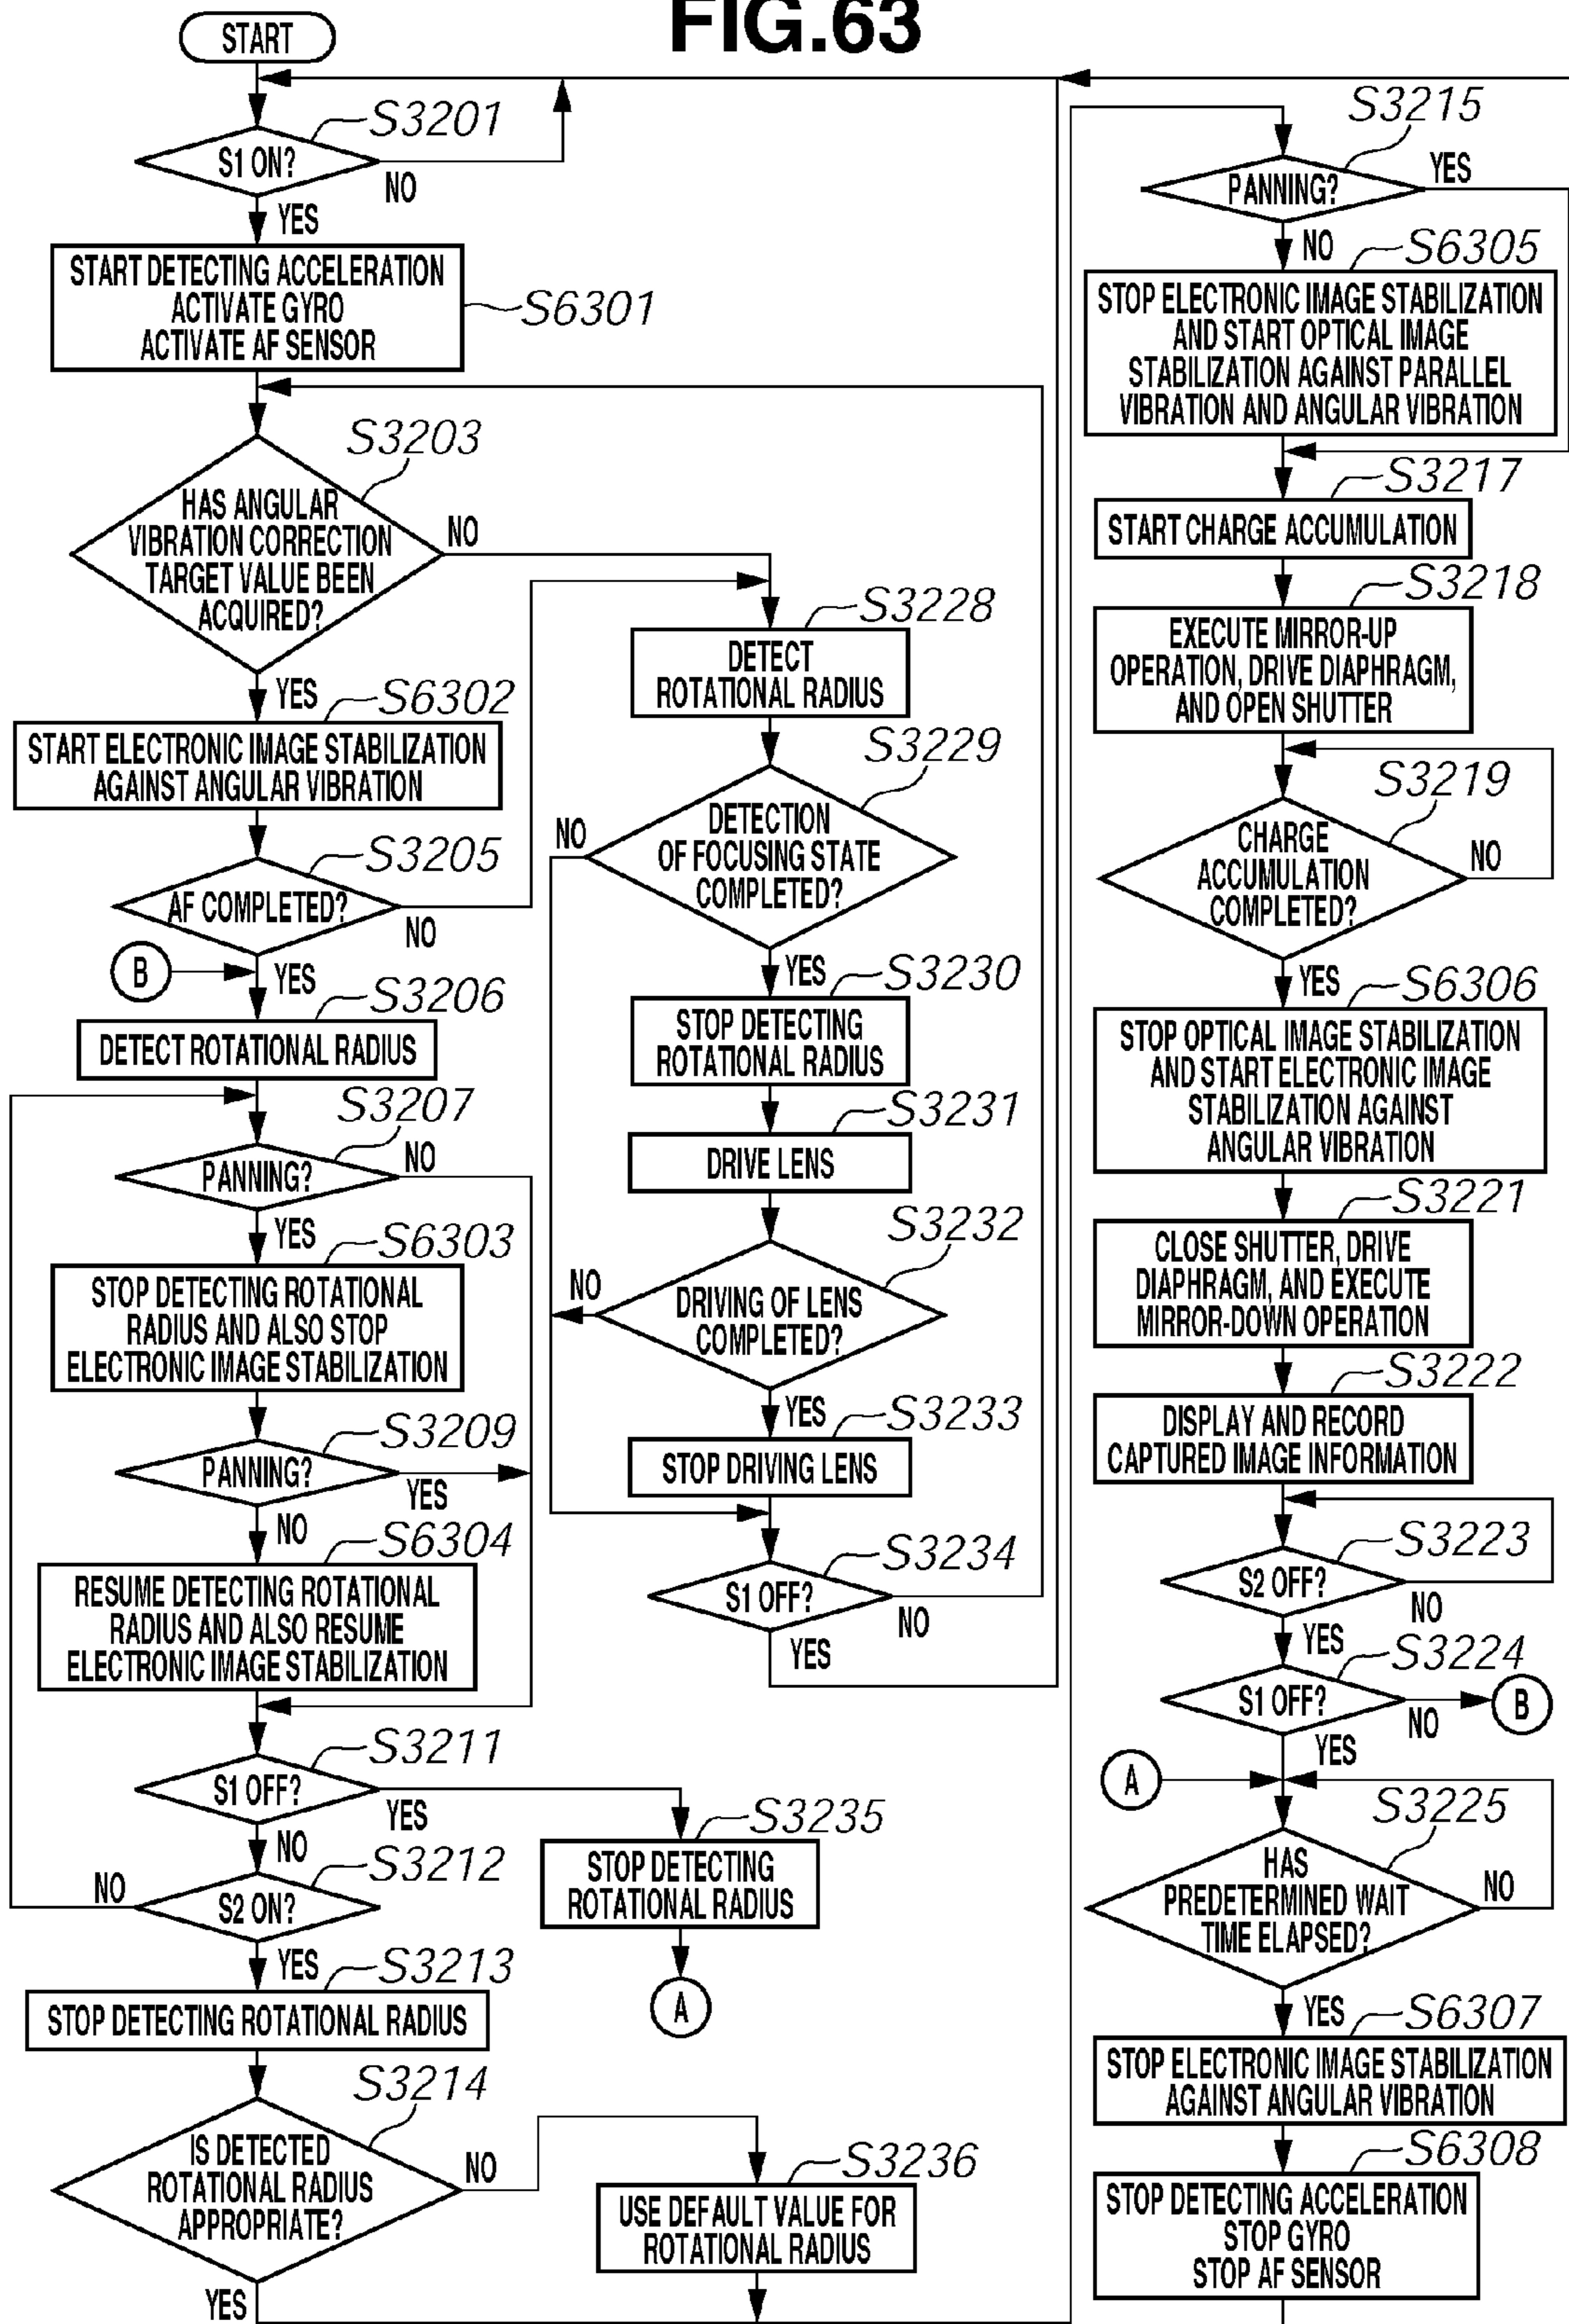 FIG.63
START
S3201
S1 ON?
NO
YES
START DETECTING ACCELERATION
ACTIVATE GYRO
ACTIVATE AF SENSOR
S6301
S3203
HAS ANGULAR
VIBRATION CORRECTION
TARGET VALUE BEEN
ACQUIRED?
NO
YES
S6302
START ELECTRONIC IMAGE STABILIZATION
AGAINST ANGULAR VIBRATION
S3205
AF COMPLETED?
NO
B
YES
S3206
DETECT ROTATIONAL RADIUS
S3207
PANNING?
NO
YES
S6303
STOP DETECTING ROTATIONAL
RADIUS AND ALSO STOP
ELECTRONIC IMAGE STABILIZATION
S3209
PANNING?
YES
NO
S6304
RESUME DETECTING ROTATIONAL
RADIUS AND ALSO RESUME
ELECTRONIC IMAGE STABILIZATION
S3211
S1 OFF?
YES
NO
S3212
NO
S2 ON?
YES
S3213
STOP DETECTING ROTATIONAL RADIUS
S3214
IS DETECTED
ROTATIONAL RADIUS
APPROPRIATE?
NO
YES
S3228
DETECT
ROTATIONAL RADIUS
S3229
NO
DETECTION
OF FOCUSING STATE
COMPLETED?
YES
S3230
STOP DETECTING
ROTATIONAL RADIUS
S3231
DRIVE LENS
S3232
NO
DRIVING OF LENS
COMPLETED?
YES
S3233
STOP DRIVING LENS
S3234
S1 OFF?
NO
YES
S3235
STOP DETECTING
ROTATIONAL RADIUS
A
S3236
USE DEFAULT VALUE FOR
ROTATIONAL RADIUS
S3215
PANNING?
YES
NO
S6305
STOP ELECTRONIC IMAGE STABILIZATION
AND START OPTICAL IMAGE
STABILIZATION AGAINST PARALLEL
VIBRATION AND ANGULAR VIBRATION
S3217
START CHARGE ACCUMULATION
S3218
EXECUTE MIRROR-UP
OPERATION, DRIVE DIAPHRAGM,
AND OPEN SHUTTER
S3219
CHARGE
ACCUMULATION
COMPLETED?
NO
YES
S6306
STOP OPTICAL IMAGE STABILIZATION
AND START ELECTRONIC IMAGE
STABILIZATION AGAINST
ANGULAR VIBRATION
S3221
CLOSE SHUTTER, DRIVE
DIAPHRAGM, AND EXECUTE
MIRROR-DOWN OPERATION
S3222
DISPLAY AND RECORD
CAPTURED IMAGE INFORMATION
S3223
S2 OFF?
NO
YES
S3224
S1 OFF?
NO
B
YES
A
S3225
HAS
PREDETERMINED WAIT
TIME ELAPSED?
NO
YES
S6307
STOP ELECTRONIC IMAGE STABILIZATION
AGAINST ANGULAR VIBRATION
S6308
STOP DETECTING ACCELERATION
STOP GYRO
STOP AF SENSOR